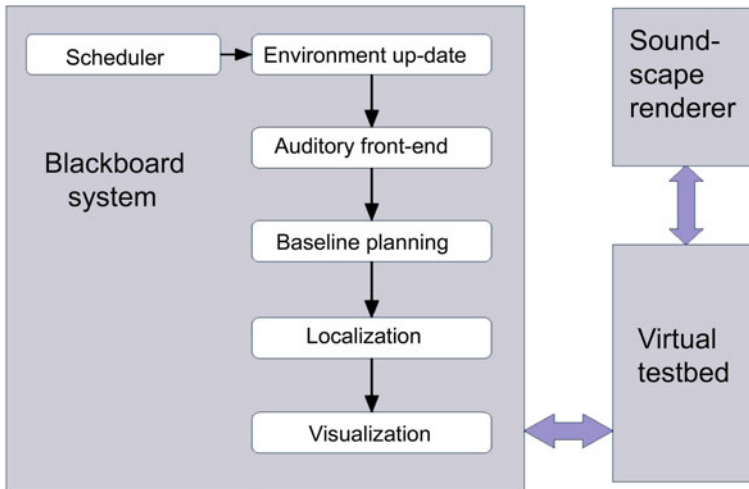 Scheduler
Environment up-date
Auditory front-end
Blackboard
system
Baseline planning
Localization
Visualization
Sound-
scape
renderer
Virtual
testbed